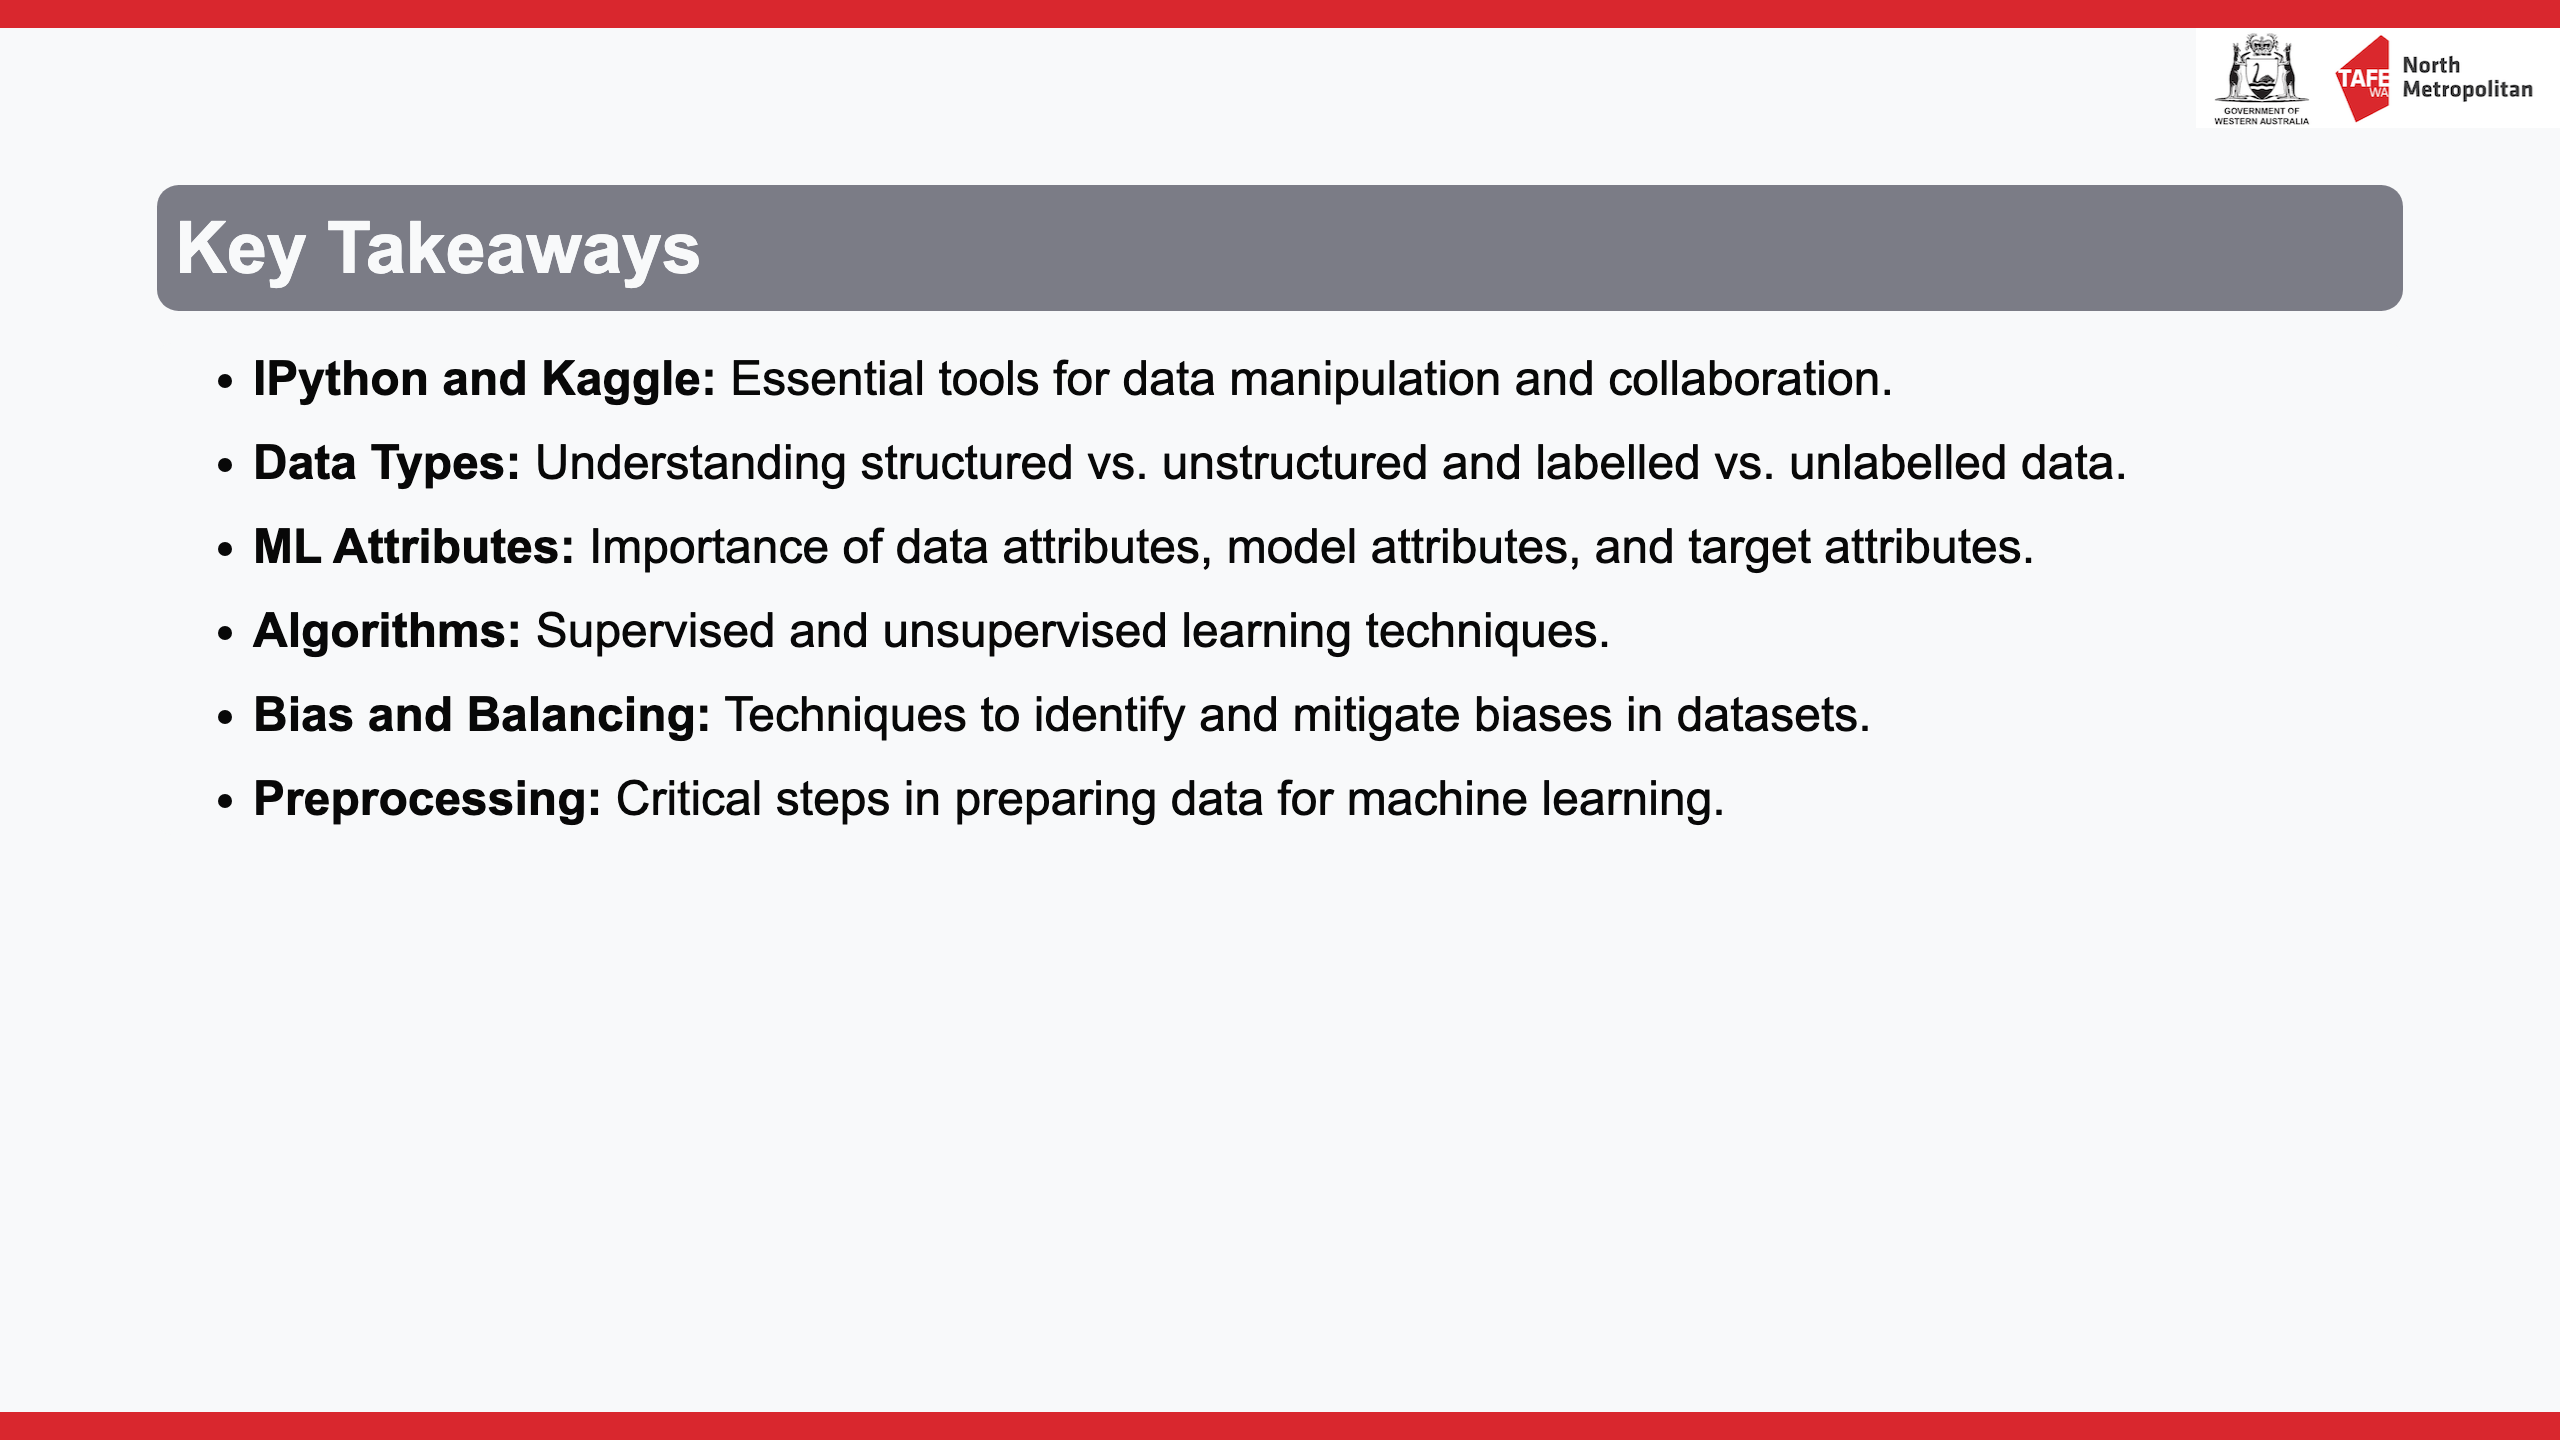 GOVERNMENT OF
WESTERN AUSTRALIA
TAFE
WA
North
Metropolitan
Key Takeaways
• IPython and Kaggle: Essential tools for data manipulation and collaboration.
• Data Types: Understanding structured vs. unstructured and labelled vs. unlabelled data.
• ML Attributes: Importance of data attributes, model attributes, and target attributes.
• Algorithms: Supervised and unsupervised learning techniques.
• Bias and Balancing: Techniques to identify and mitigate biases in datasets.
• Preprocessing: Critical steps in preparing data for machine learning.